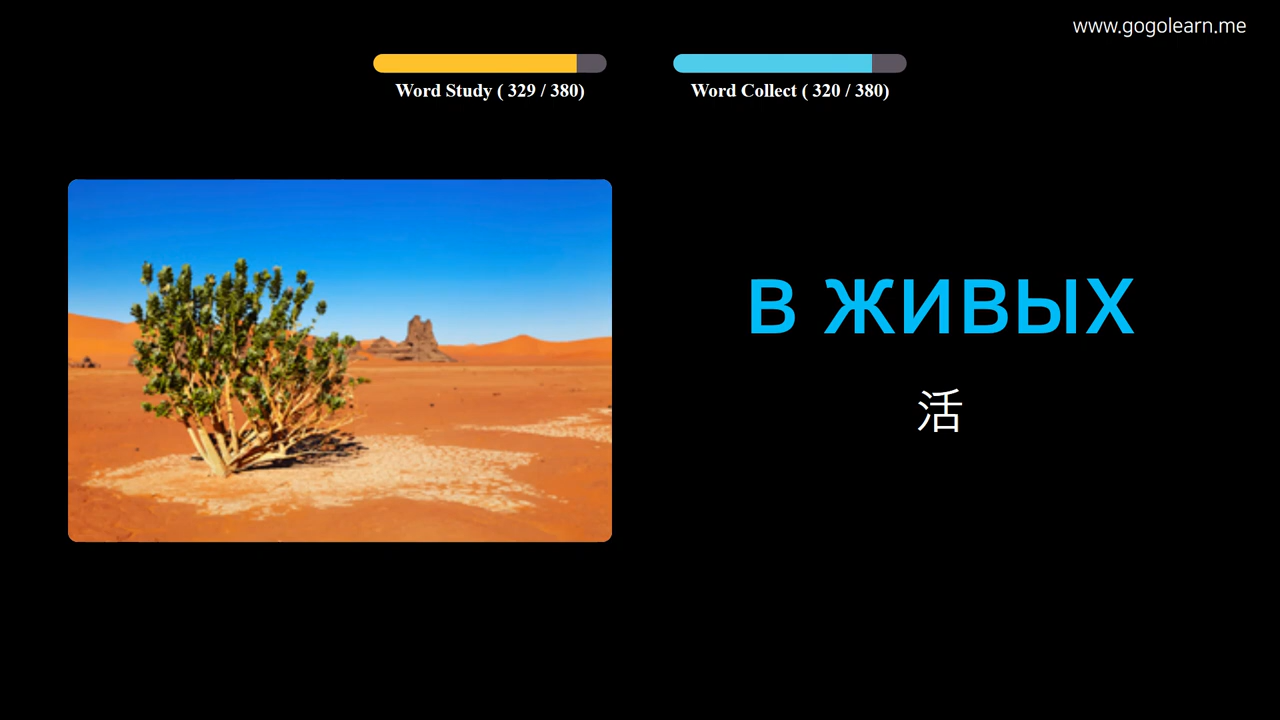 www.gogolearn.me
Word Study ( 329 / 380)
Word Collect ( 320 / 380)
в живых
活